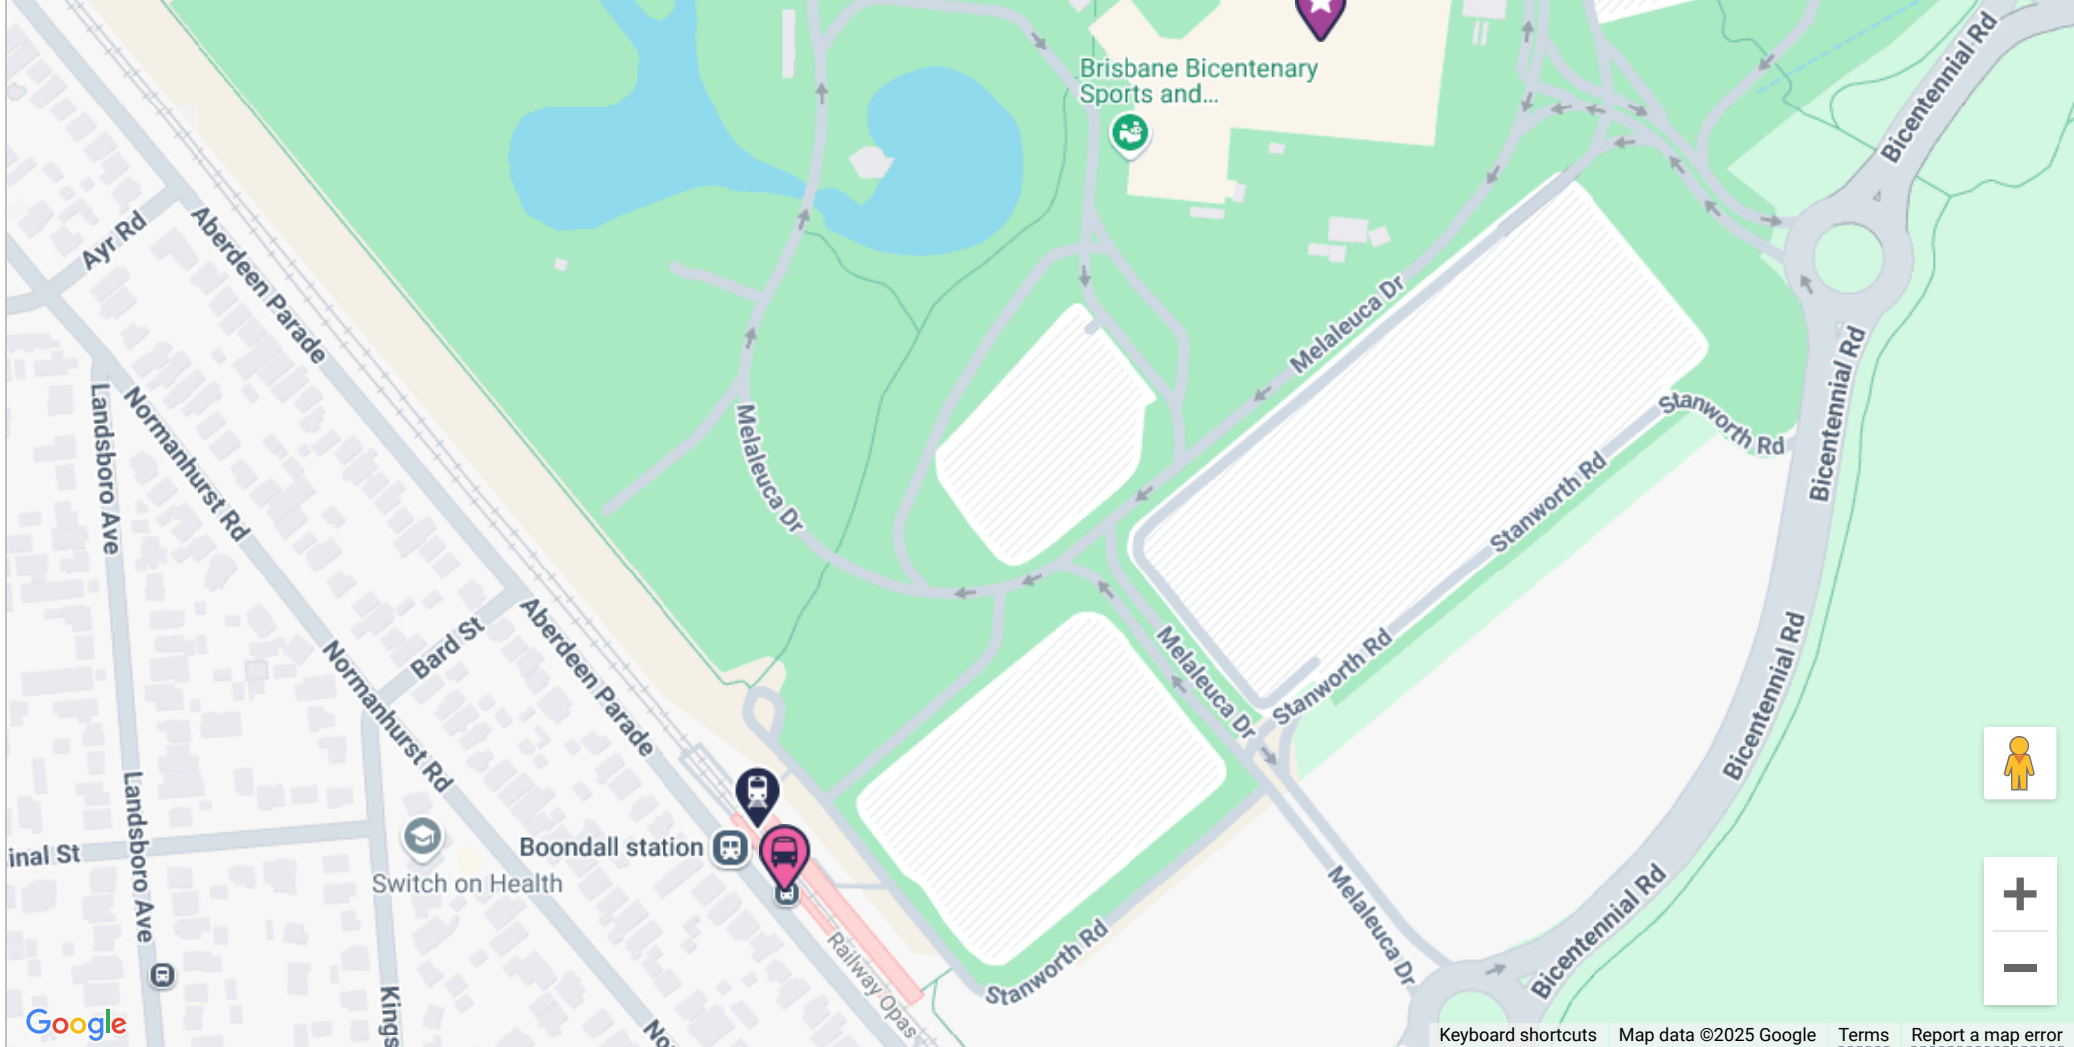 Bicentennial Rd
Brisbane Bicentenary
Sports and...
Ayr Rd
Aberdeen Parade
Melaleuca Dr
Bicentennial Rd
Landsboro Ave
Normanhurst Rd
Melaleuca Dr
Stanworth Rd
Stanworth Rd
Bard St
Aberdeen Parade
Normanhurst Rd
Melaleuca Dr
Stanworth Rd
Bicentennial Rd
Landsboro Ave
inal St
Boondall station
Switch on Health
Railway Opas
Stanworth Rd
Melaleuca Dr
Bicentennial Rd
Kings
No
Google
Keyboard shortcuts Map data ©2025 Google Terms Report a map error